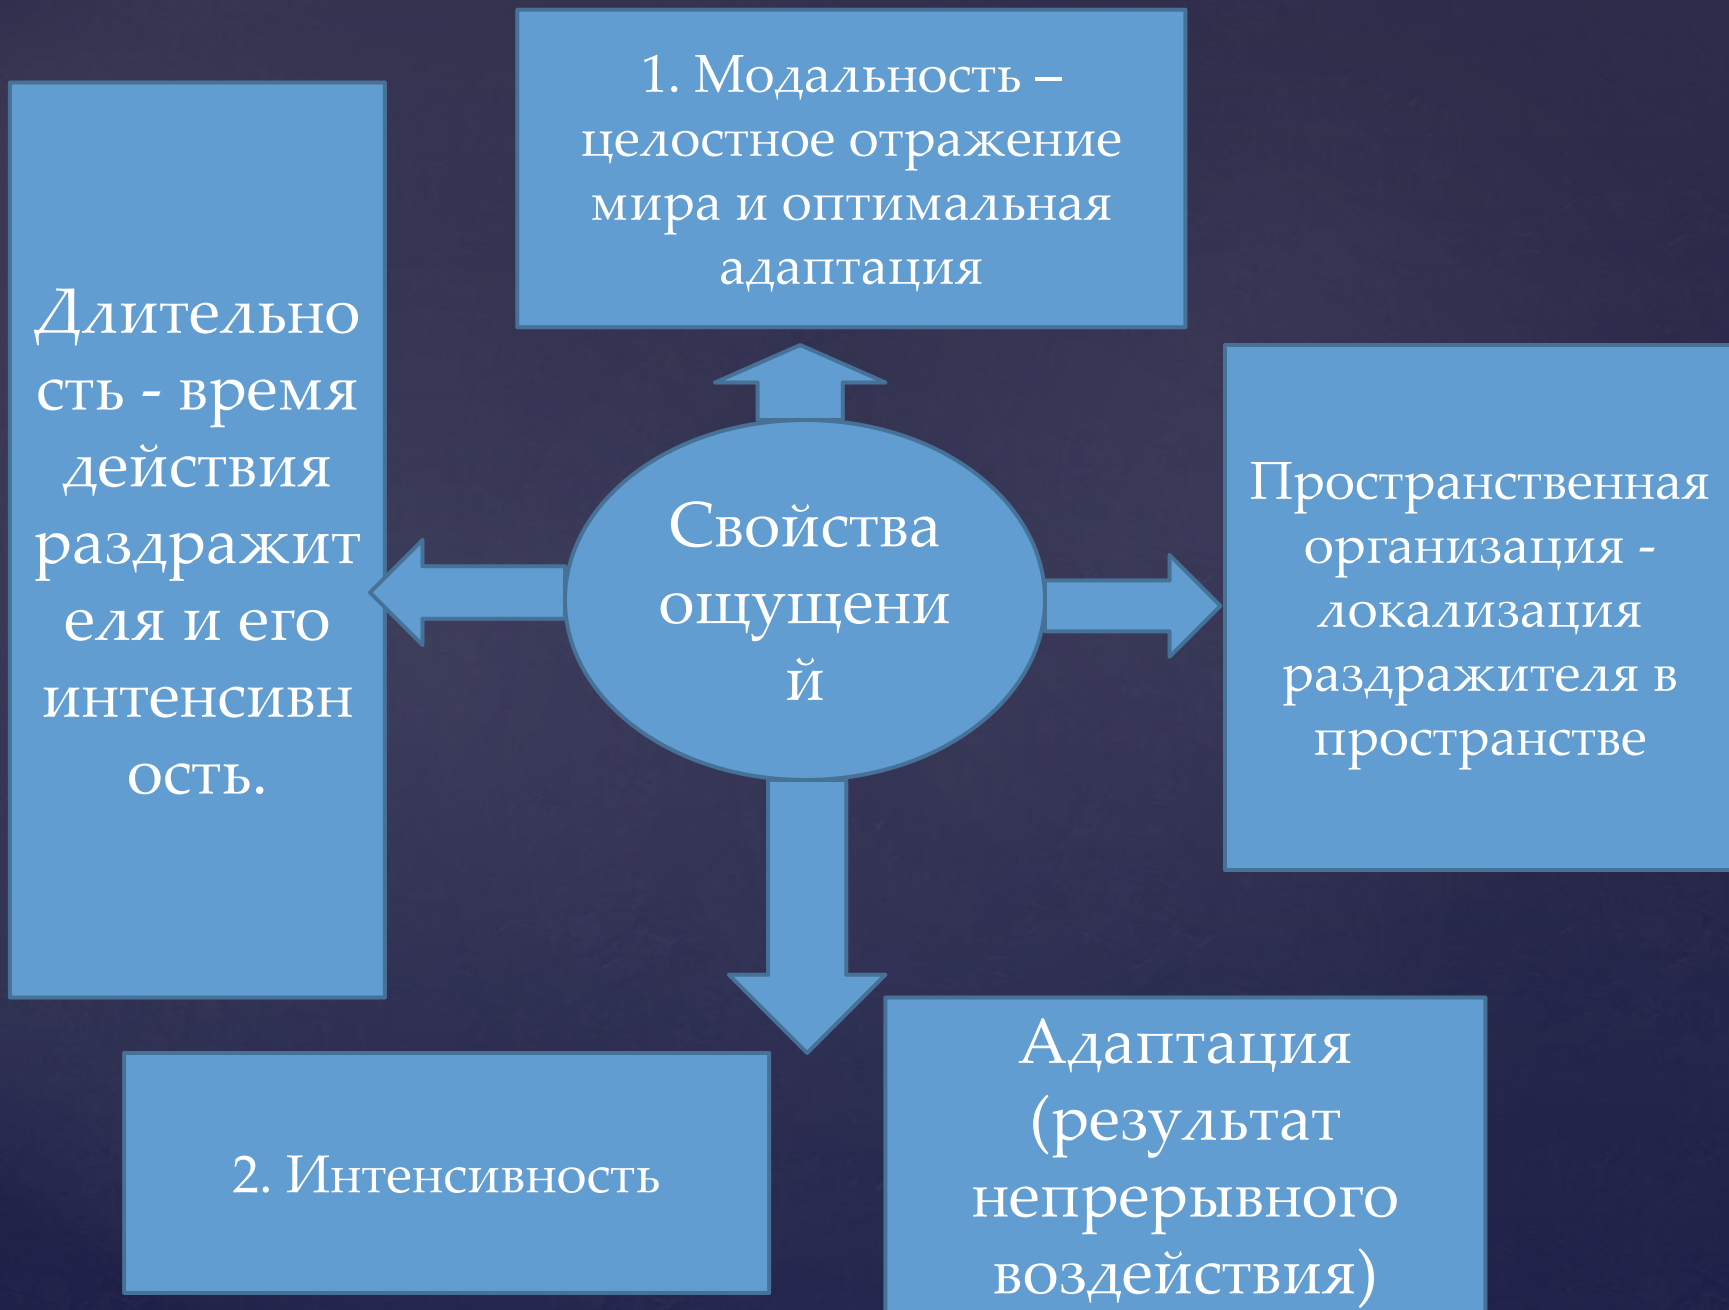 1. Модальность –
целостное отражение
мира и оптимальная
адаптация
Длительно
сть - время
действия
раздражит
еля и его
интенсивн
ость.
Свойства
ощущени
й
Пространственная
организация -
локализация
раздражителя в
пространстве
2. Интенсивность
Адаптация
(результат
непрерывного
воздействия)